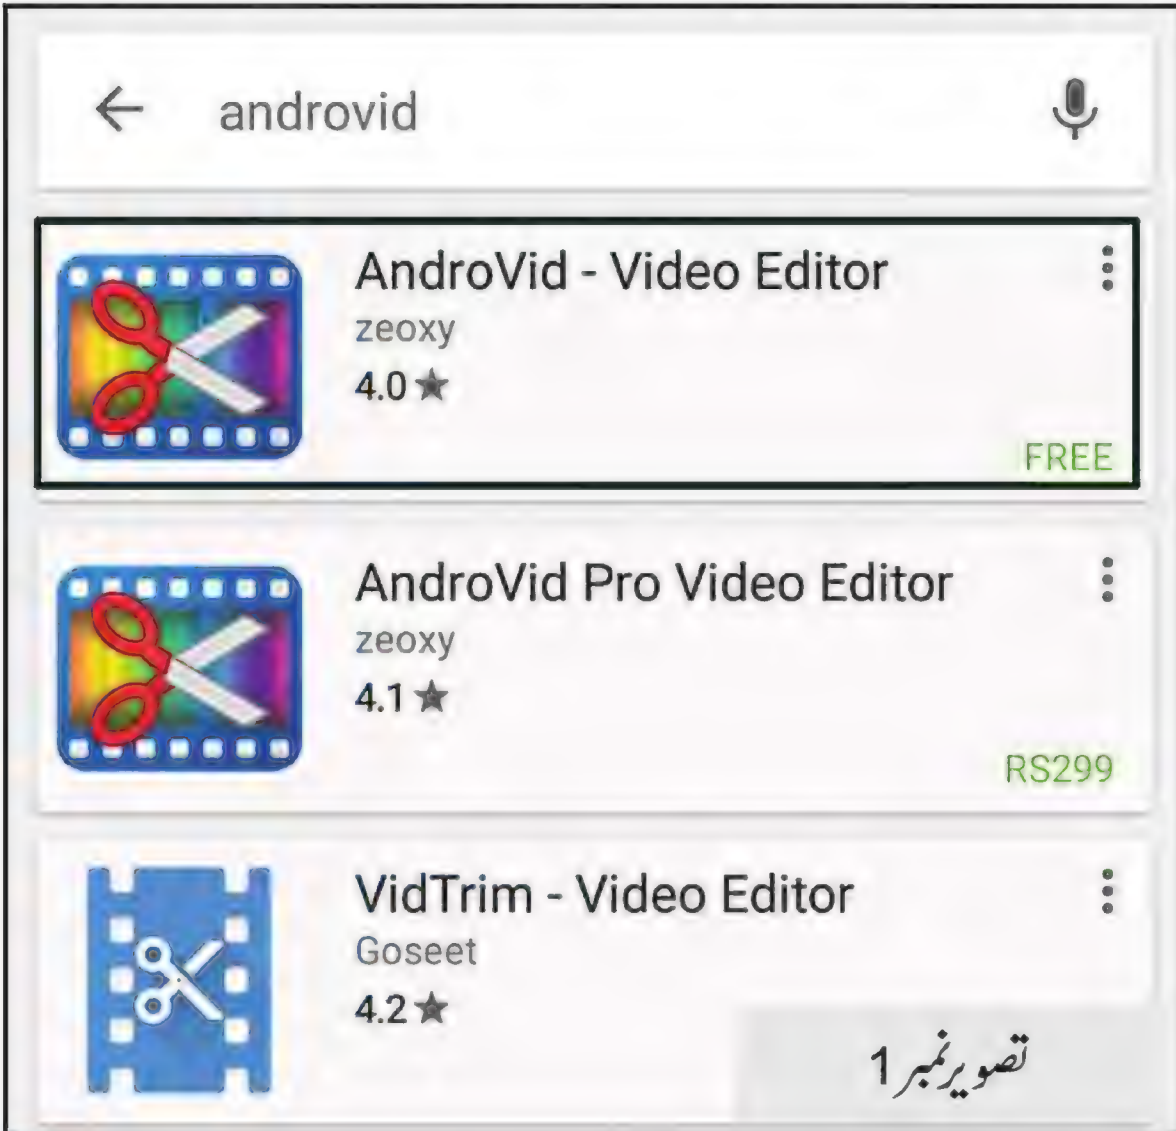 androvid
AndroVid - Video Editor
zeoxy
4.0 ★
FREE
AndroVid Pro Video Editor
zeoxy
4.1 ★
RS299
VidTrim - Video Editor
Goseet
4.2 ★
تصویر نمبر 1